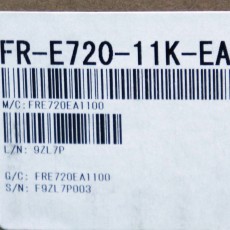 FR-E720-11K-EA
M/C: FRE720EA1100
L/N: 9ZL7P
G/C: FRE720EA1100
S/N: F9ZL7P003